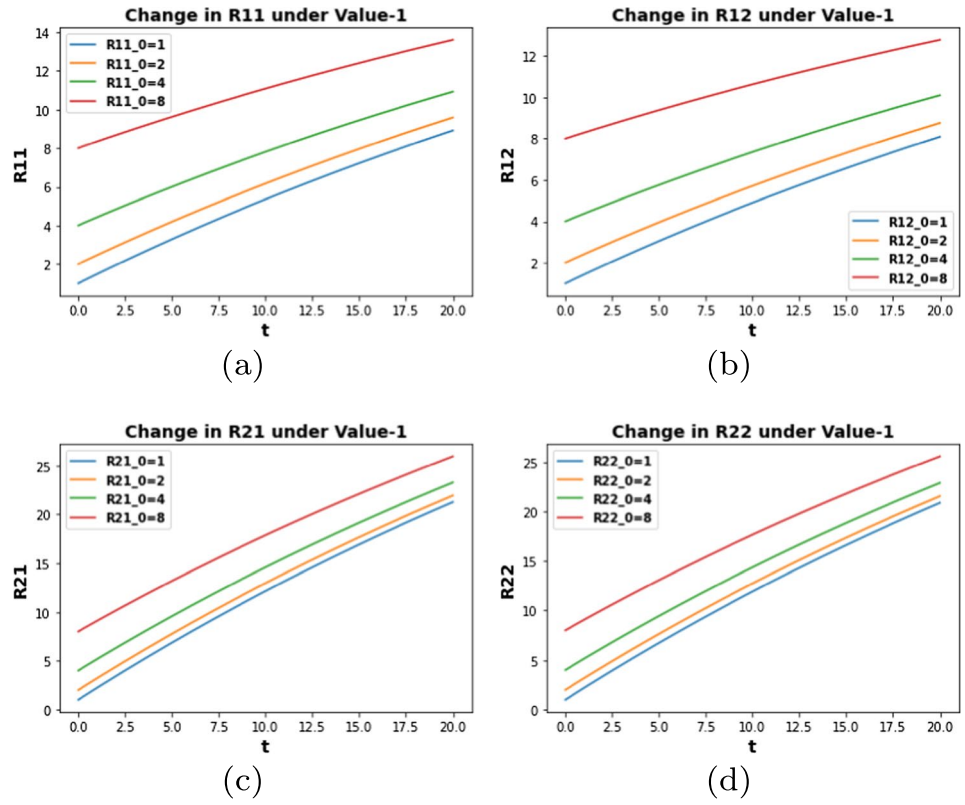 Change in R11 under Value-1
14
12
10
8
6
4
2
R11
R11_0=1
R11_0=2
R11_0=4
R11_0=8
0.0 2.5 5.0 7.5 10.0 12.5 15.0 17.5 20.0
t
(a)
Change in R12 under Value-1
12
10
8
6
4
2
R12
R12_0=1
R12_0=2
R12_0=4
R12_0=8
0.0 2.5 5.0 7.5 10.0 12.5 15.0 17.5 20.0
t
(b)
Change in R21 under Value-1
25
20
15
10
5
0
R21
R21_0=1
R21_0=2
R21_0=4
R21_0=8
0.0 2.5 5.0 7.5 10.0 12.5 15.0 17.5 20.0
t
(c)
Change in R22 under Value-1
25
20
15
10
5
0
R22
R22_0=1
R22_0=2
R22_0=4
R22_0=8
0.0 2.5 5.0 7.5 10.0 12.5 15.0 17.5 20.0
t
(d)